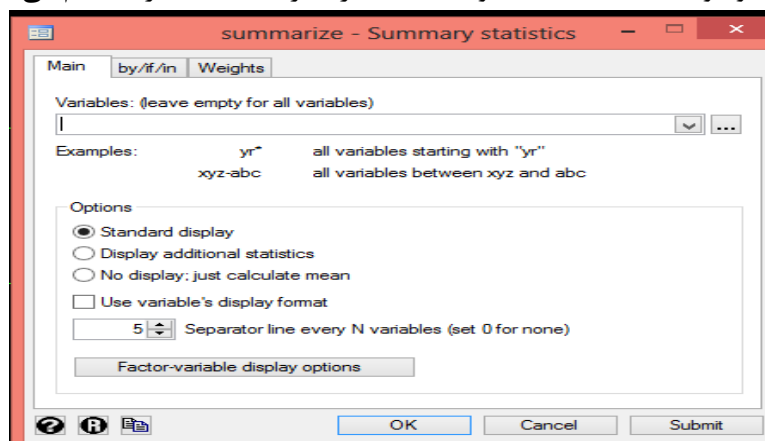 summarize - Summary statistics
Main by/if/in Weights
Variables: (leave empty for all variables)
...
Examples: yr* all variables starting with "yr"
xyz-abc all variables between xyz and abc
Options
Standard display
Display additional statistics
No display; just calculate mean
Use variable's display format
5 Separator line every N variables (set 0 for none)
Factor-variable display options
? R OK Cancel Submit